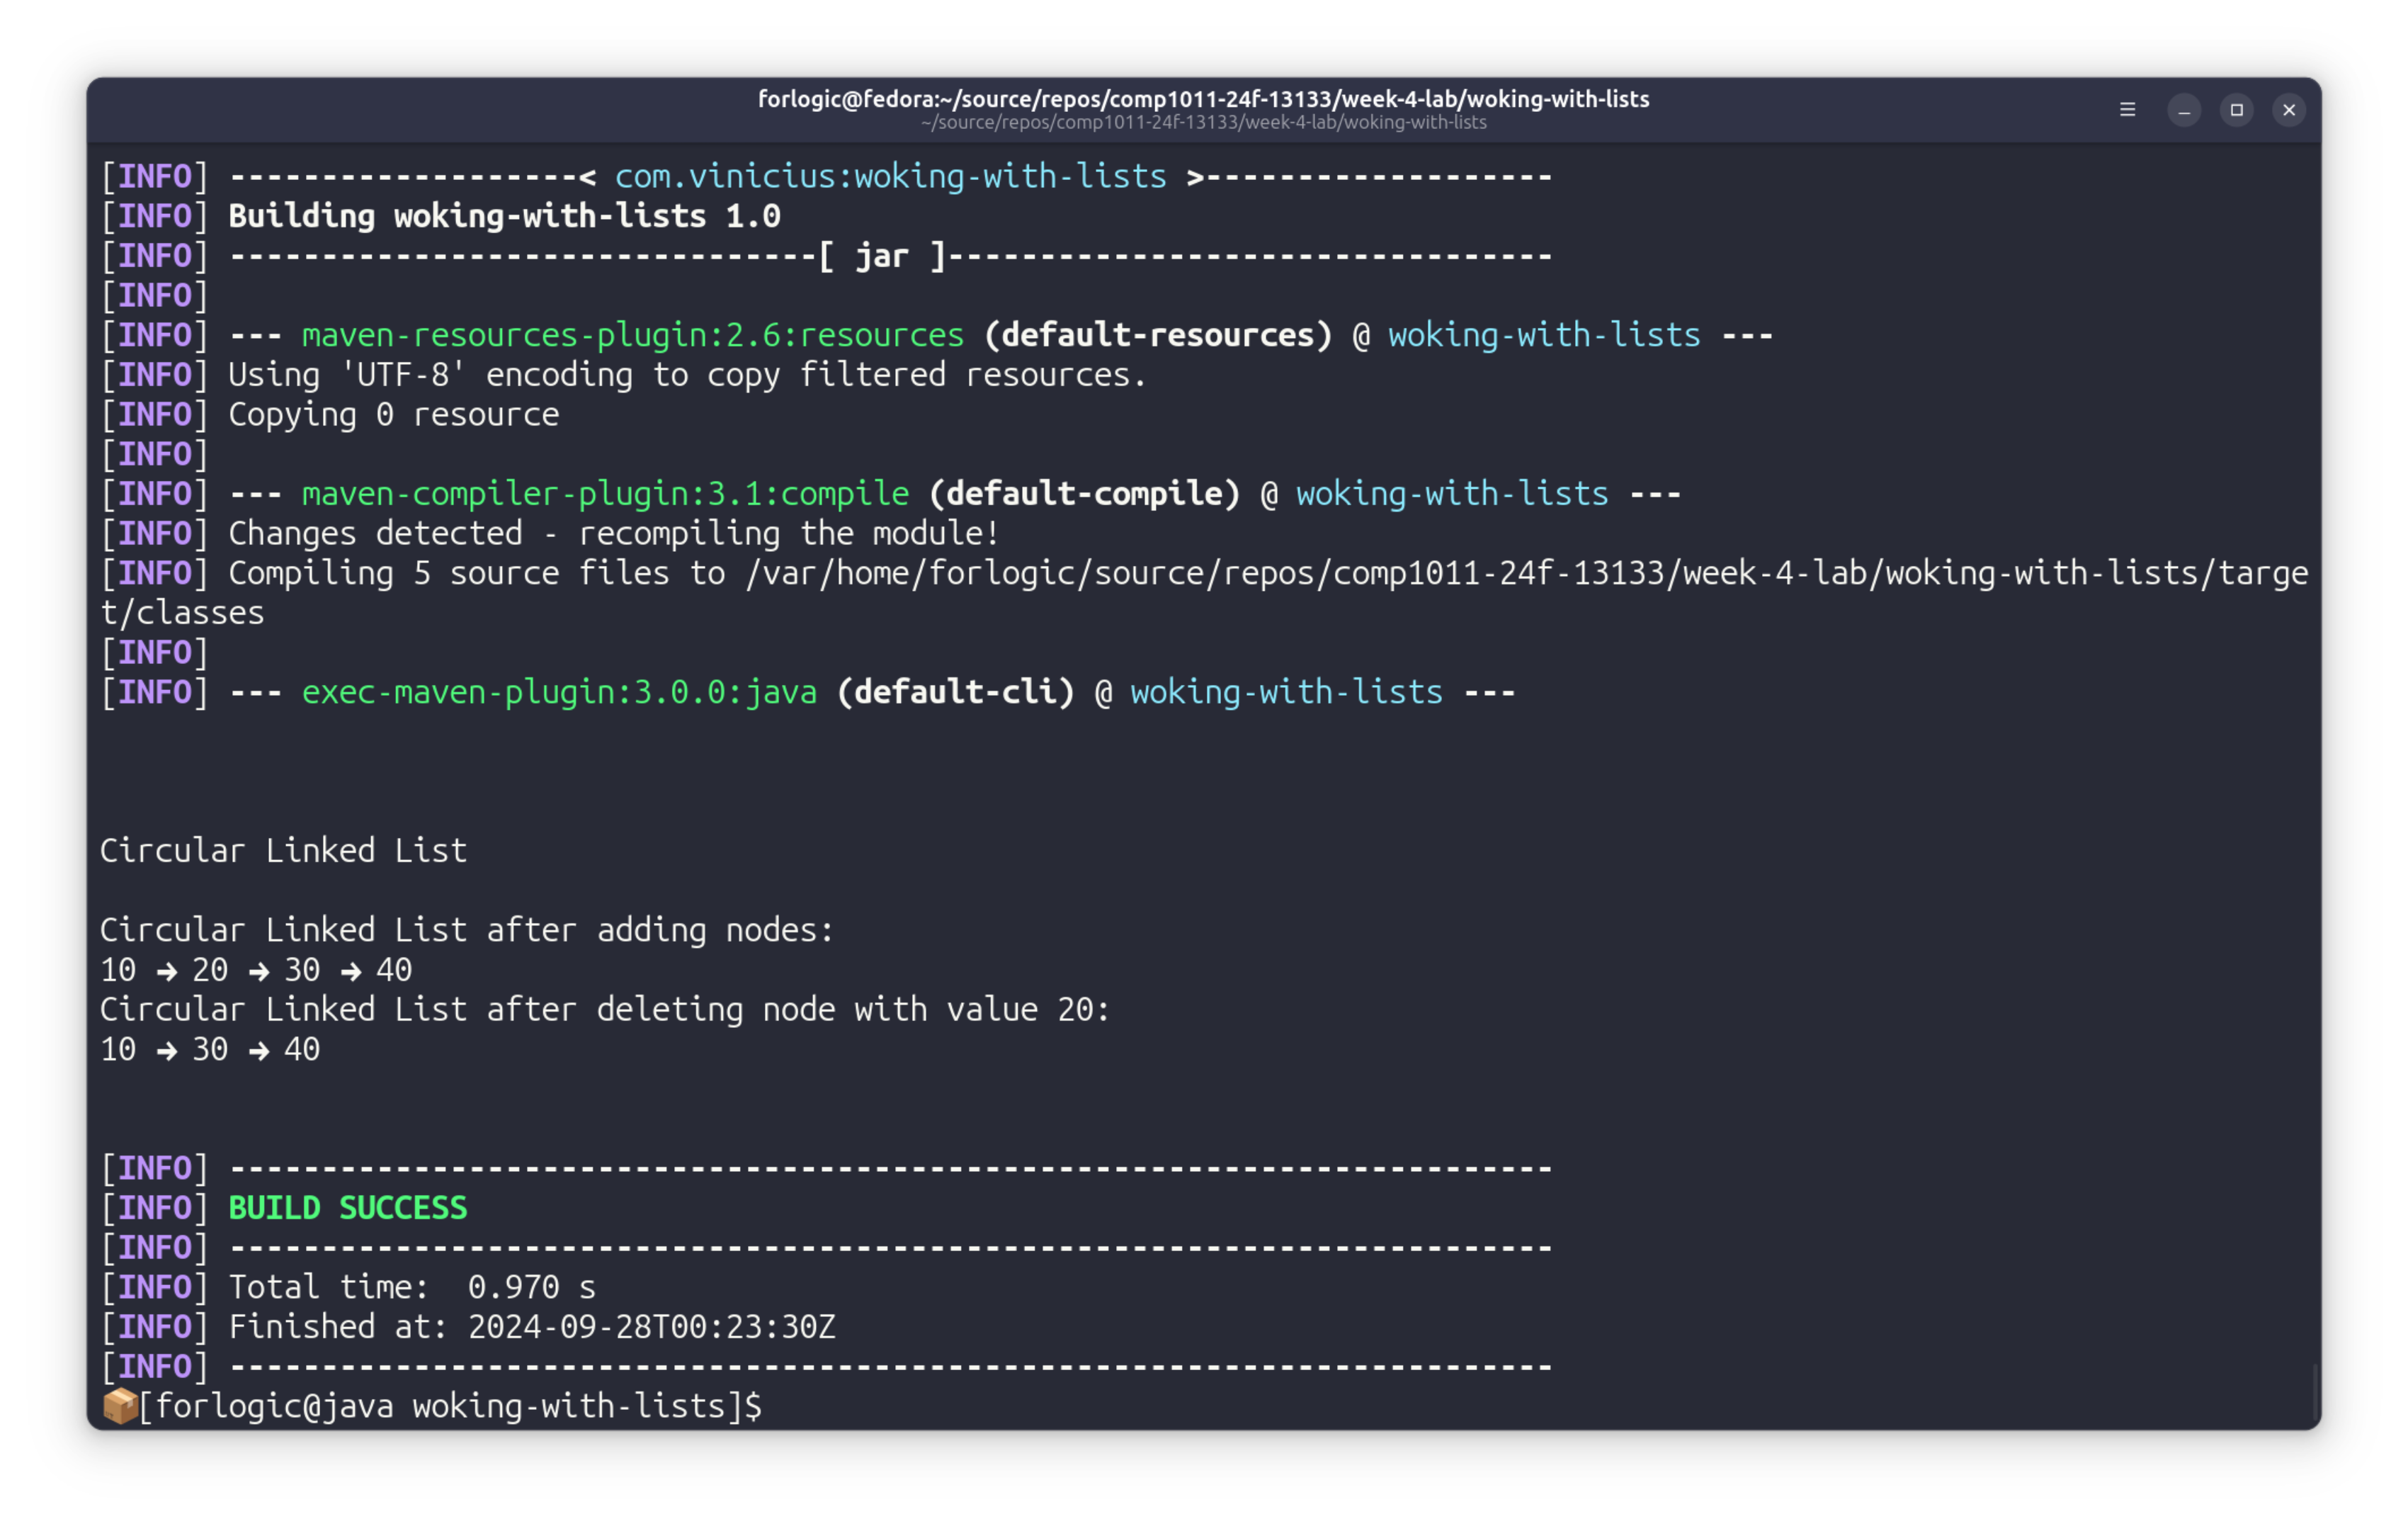 forlogic@fedora:~/source/repos/comp1011-24f-13133/week-4-lab/woking-with-lists
~/source/repos/comp1011-24f-13133/week-4-lab/woking-with-lists
[INFO] -------------------< com.vinicius:woking-with-lists >-------------------
[INFO] Building woking-with-lists 1.0
[INFO] --------------------------------[ jar ]---------------------------------
[INFO]
[INFO] --- maven-resources-plugin:2.6:resources (default-resources) @ woking-with-lists ---
[INFO] Using 'UTF-8' encoding to copy filtered resources.
[INFO] Copying 0 resource
[INFO]
[INFO] --- maven-compiler-plugin:3.1:compile (default-compile) @ woking-with-lists ---
[INFO] Changes detected - recompiling the module!
[INFO] Compiling 5 source files to /var/home/forlogic/source/repos/comp1011-24f-13133/week-4-lab/woking-with-lists/targe
t/classes
[INFO]
[INFO] --- exec-maven-plugin:3.0.0:java (default-cli) @ woking-with-lists ---
Circular Linked List
Circular Linked List after adding nodes:
10 → 20 → 30 → 40
Circular Linked List after deleting node with value 20:
10 → 30 → 40
[INFO] ------------------------------------------------------------------------
[INFO] BUILD SUCCESS
[INFO] ------------------------------------------------------------------------
[INFO] Total time:  0.970 s
[INFO] Finished at: 2024-09-28T00:23:30Z
[INFO] ------------------------------------------------------------------------
📦[forlogic@java woking-with-lists]$